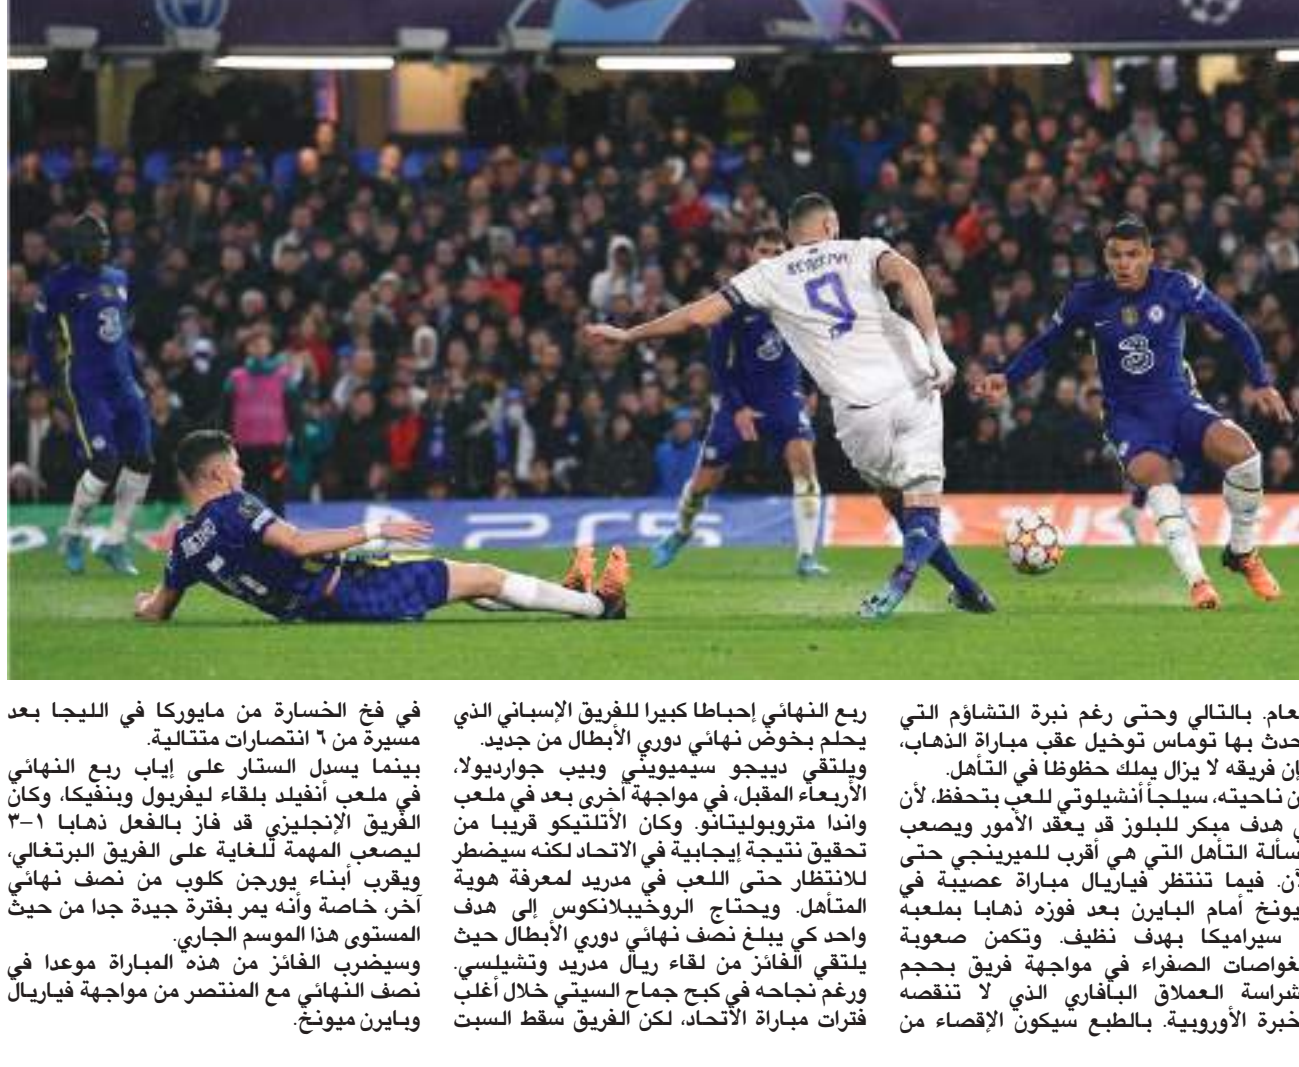 BENZEMA
9
3
3
3
PS5
لعام. بالتالي وحتى رغم نبرة التشاؤم التي
حدث بها توماس توخيل عقب مباراة الذهاب،
إن فريقه لا يزال يملك حظوظا في التأهل.
ن ناحيته، سيلجأ أنشيلوتي للعب بتحفظ، لأن
هدف مبكر للبلوز قد يعقد الأمور ويصعب
سألة التأهل التي هي أقرب للميرينجي حتى
لآن. فيما تنتظر فياريال مباراة عصيبة في
يونخ أمام البايرن بعد فوزه ذهابا بملعبه
سيراميكا بهدف نظيف. وتكمن صعوبة
لغواصات الصفراء في مواجهة فريق بحجم
شراسة العملاق البافاري الذي لا تنقصه
لخبرة الأوروبية. بالطبع سيكون الإقصاء من
ربع النهائي إحباطا كبيرا للفريق الإسباني الذي
يحلم بخوض نهائي دوري الأبطال من جديد.
ويلتقي دييجو سيميويني وبيب جوارديولا،
الأربعاء المقبل، في مواجهة أخرى بعد في ملعب
واندا متروبوليتانو. وكان الأتلتيكو قريبا من
تحقيق نتيجة إيجابية في الاتحاد لكنه سيضطر
للانتظار حتى اللعب في مدريد لمعرفة هوية
المتأهل. ويحتاج الروخيبلانكوس إلى هدف
واحد كي يبلغ نصف نهائي دوري الأبطال حيث
يلتقي الفائز من لقاء ريال مدريد وتشيلسي.
ورغم نجاحه في كبح جماح السيتي خلال أغلب
فترات مباراة الاتحاد، لكن الفريق سقط السبت
في فخ الخسارة من مايوركا في الليجا بعد
مسيرة من ٦ انتصارات متتالية.
بينما يسدل الستار على إياب ربع النهائي
في ملعب أنفيلد بلقاء ليفربول وبنفيكا، وكان
الفريق الإنجليزي قد فاز بالفعل ذهابا ١-٣
ليصعب المهمة للغاية على الفريق البرتغالي،
ويقرب أبناء يورجن كلوب من نصف نهائي
آخر، خاصة وأنه يمر بفترة جيدة جدا من حيث
المستوى هذا الموسم الجاري.
وسيضرب الفائز من هذه المباراة موعدا في
نصف النهائي مع المنتصر من مواجهة فياريال
وبايرن ميونخ.